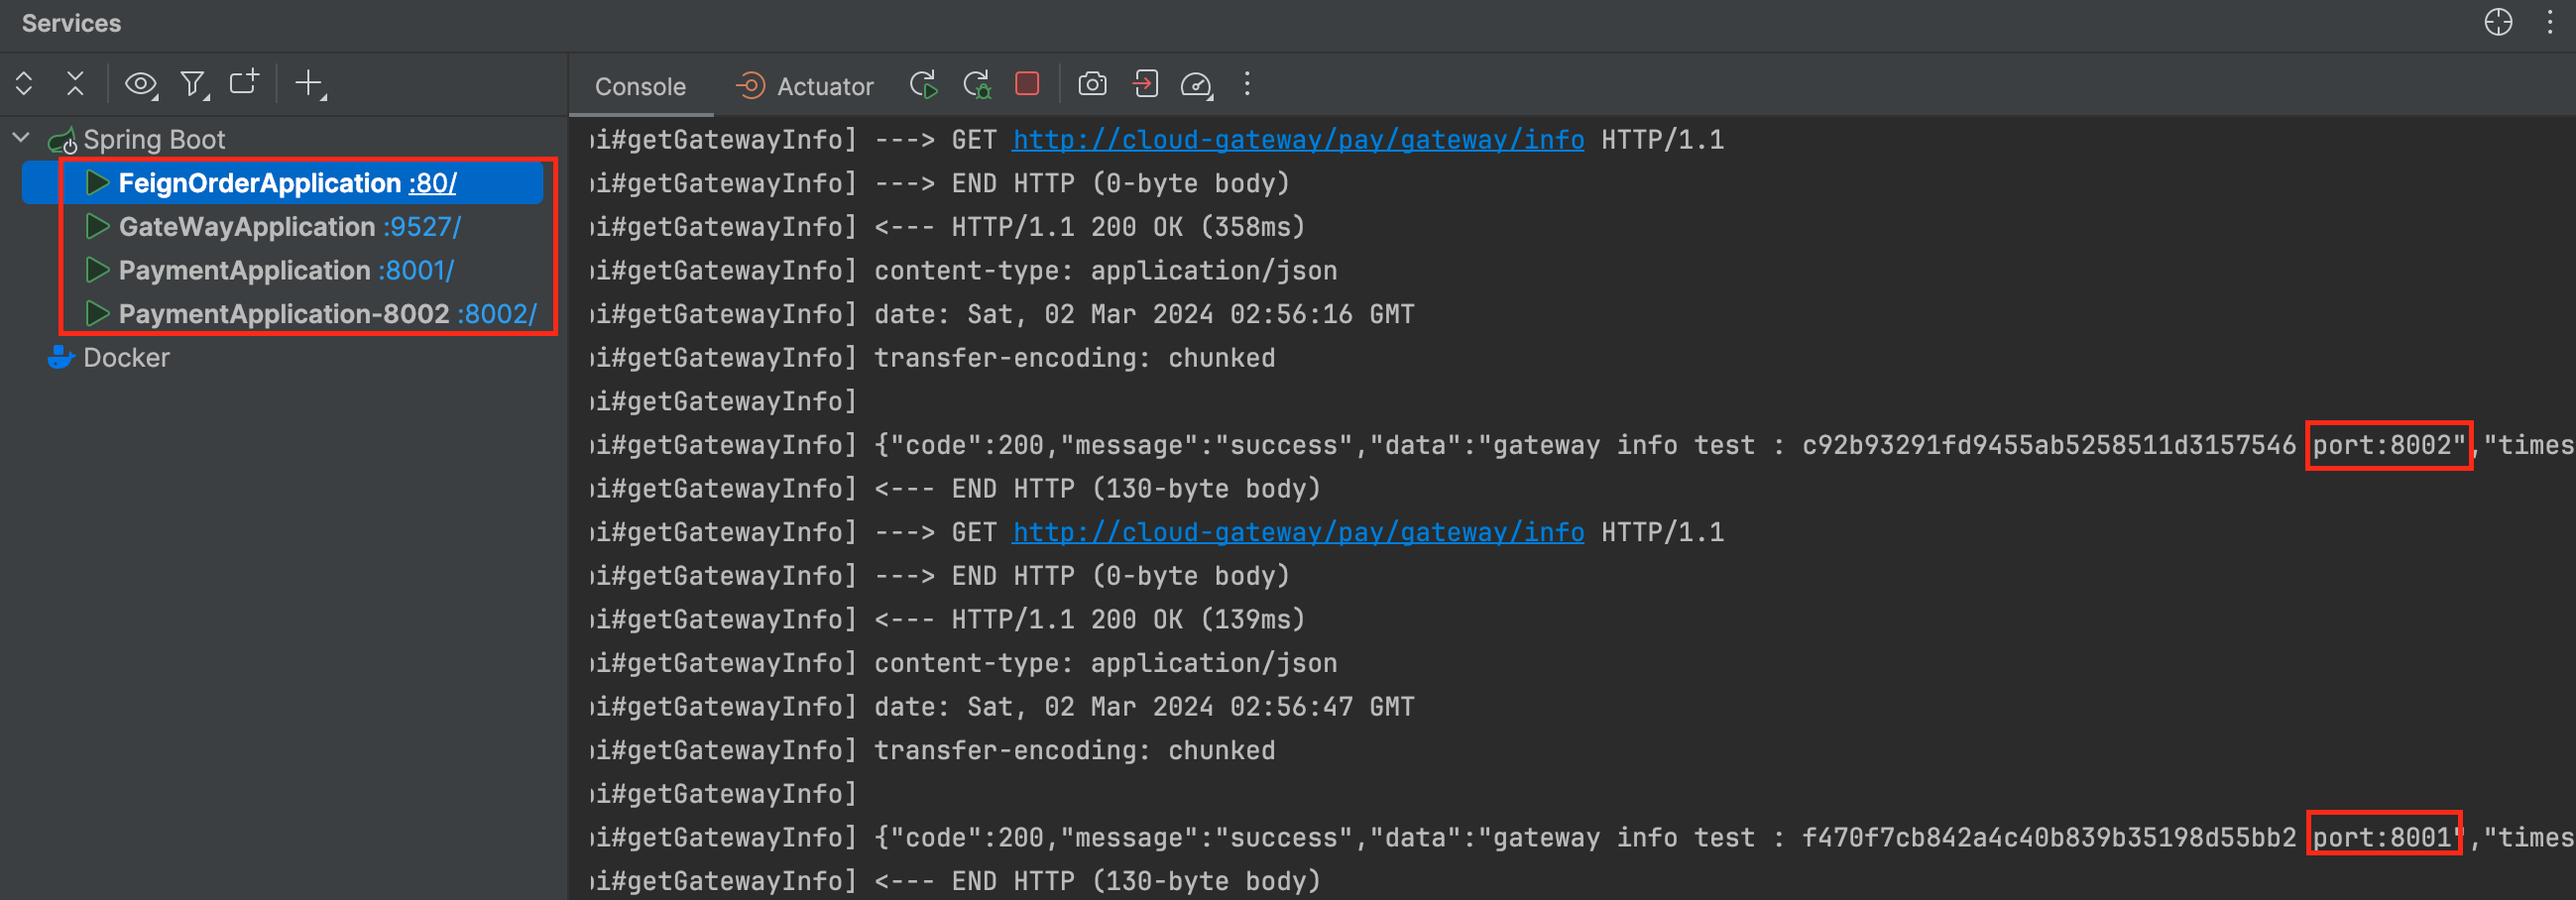 Services
Console Actuator
Spring Boot
FeignOrderApplication :80/
GateWayApplication :9527/
PaymentApplication :8001/
PaymentApplication-8002 :8002/
Docker
i#getGatewayInfo] ---> GET http://cloud-gateway/pay/gateway/info HTTP/1.1
i#getGatewayInfo] ---> END HTTP (0-byte body)
i#getGatewayInfo] <--- HTTP/1.1 200 OK (358ms)
i#getGatewayInfo] content-type: application/json
i#getGatewayInfo] date: Sat, 02 Mar 2024 02:56:16 GMT
i#getGatewayInfo] transfer-encoding: chunked
i#getGatewayInfo]
i#getGatewayInfo] {"code":200,"message":"success","data":"gateway info test : c92b93291fd9455ab5258511d3157546 port:8002","times
i#getGatewayInfo] <--- END HTTP (130-byte body)
i#getGatewayInfo] ---> GET http://cloud-gateway/pay/gateway/info HTTP/1.1
i#getGatewayInfo] ---> END HTTP (0-byte body)
i#getGatewayInfo] <--- HTTP/1.1 200 OK (139ms)
i#getGatewayInfo] content-type: application/json
i#getGatewayInfo] date: Sat, 02 Mar 2024 02:56:47 GMT
i#getGatewayInfo] transfer-encoding: chunked
i#getGatewayInfo]
i#getGatewayInfo] {"code":200,"message":"success","data":"gateway info test : f470f7cb842a4c40b839b35198d55bb2 port:8001","times
i#getGatewayInfo] <--- END HTTP (130-byte body)